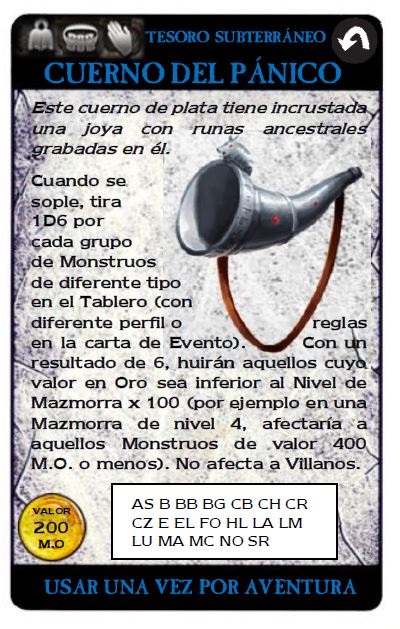 TESORO SUBTERRÁNEO
CUERNO DEL PÁNICO
Este cuerno de plata tiene incrustada
una joya con runas ancestrales
grabadas en él.
Cuando se
sople, tira
1D6 por
cada grupo
de Monstruos
de diferente tipo
en el Tablero (con
diferente perfil o reglas
en la carta de Evento). Con un
resultado de 6, huirán aquellos cuyo
valor en Oro sea inferior al Nivel de
Mazmorra x 100 (por ejemplo en una
Mazmorra de nivel 4, afectaría a
aquellos Monstruos de valor 400
M.O. o menos). No afecta a Villanos.
VALOR
200
M.O
AS B BB BG CB CH CR
CZ E EL FO HL LA LM
LU MA MC NO SR
USAR UNA VEZ POR AVENTURA